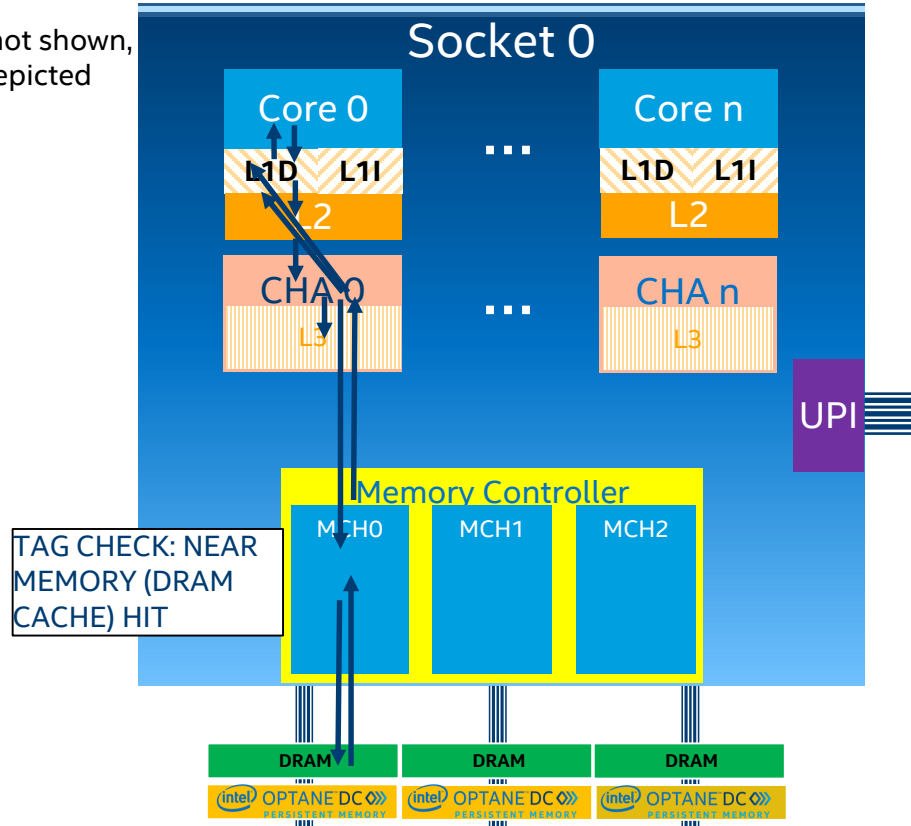 not shown,
epicted
Socket 0
Core 0
Core n
...
L1D L1I
L1D L1I
L2
L2
CHA 0
CHA n
...
L3
L3
UPI
Memory Controller
MCH0 MCH1 MCH2
TAG CHECK: NEAR
MEMORY (DRAM
CACHE) HIT
DRAM DRAM DRAM
intel OPTANE DC intel OPTANE DC intel OPTANE DC
PERSISTENT MEMORY PERSISTENT MEMORY PERSISTENT MEMORY